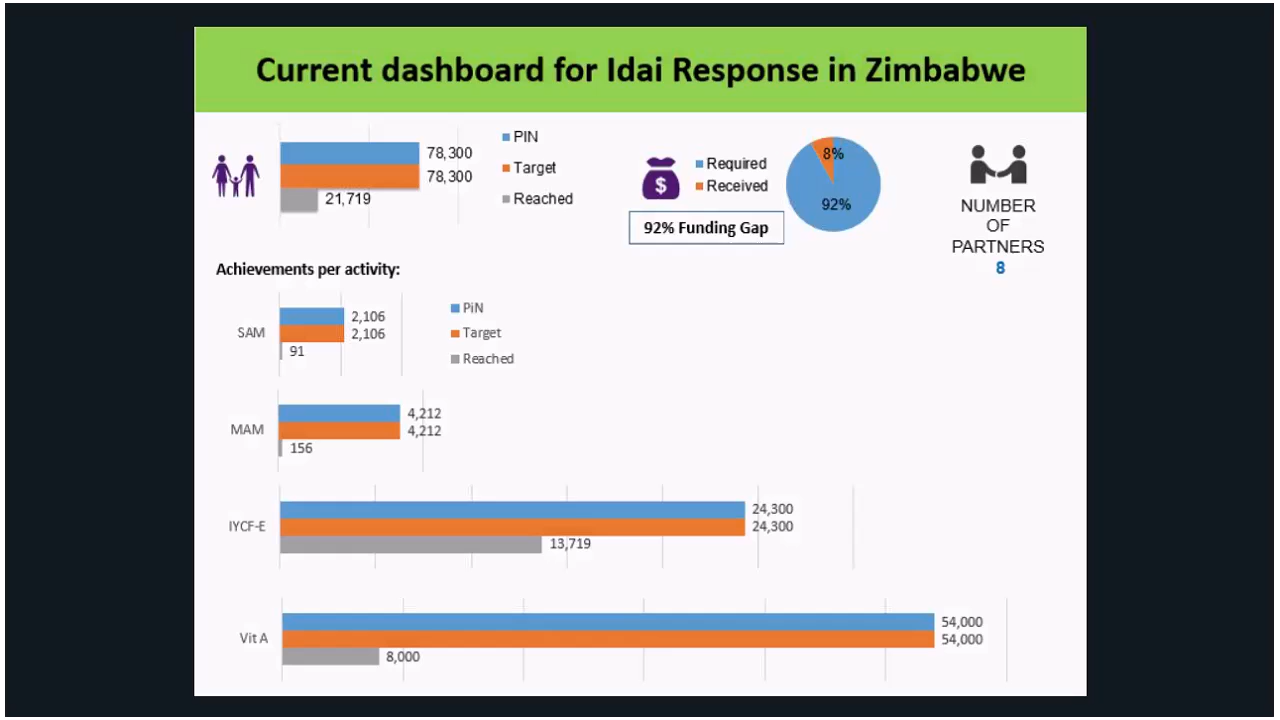 Current dashboard for Idai Response in Zimbabwe
78,300
78,300
21,719
PIN
Target
Reached
$
Required
Received
92% Funding Gap
8%
92%
NUMBER
OF
PARTNERS
8
Achievements per activity:
SAM
2,106
2,106
91
PiN
Target
Reached
MAM
4,212
4,212
156
IYCF-E
24,300
24,300
13,719
Vit A
54,000
54,000
8,000